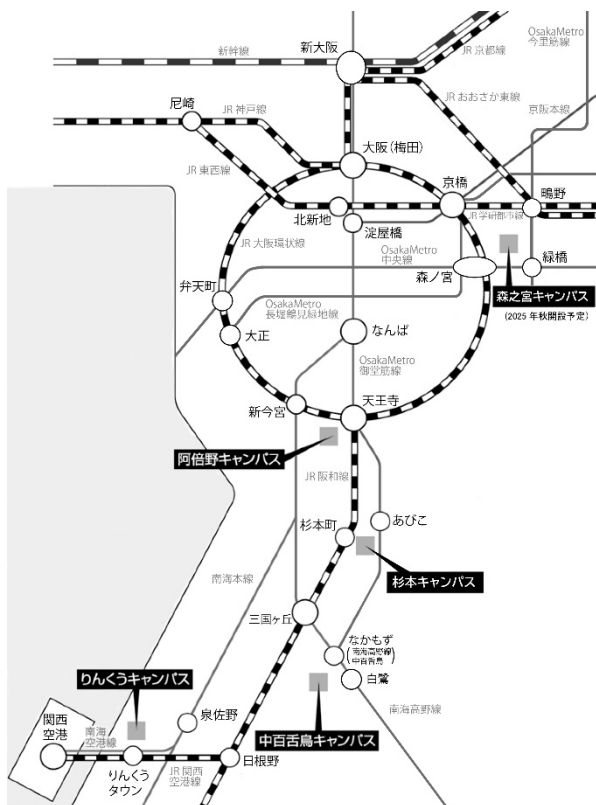 新大阪
新幹線
OsakaMetro
今里筋線
JR 京都線
JR おおさか東線
京阪本線
尼崎
JR 神戸線
大阪(梅田)
JR 東西線
京橋
鴫野
北新地
JR 学研都市線
淀屋橋
JR 大阪環状線
OsakaMetro
中央線
森ノ宮
緑橋
森之宮キャンパス
(2025 年秋開設予定)
弁天町
OsakaMetro
長堀鶴見緑地線
大正
なんば
OsakaMetro
御堂筋線
新今宮
天王寺
阿倍野キャンパス
JR 阪和線
あびこ
杉本町
杉本キャンパス
南海本線
三国ヶ丘
なかもず
(南海高野線
中百舌鳥)
白鷺
りんくうキャンパス
南海高野線
泉佐野
中百舌鳥キャンパス
関西
空港
南海
空港線
りんくう
タウン
JR 関西
空港線
日根野